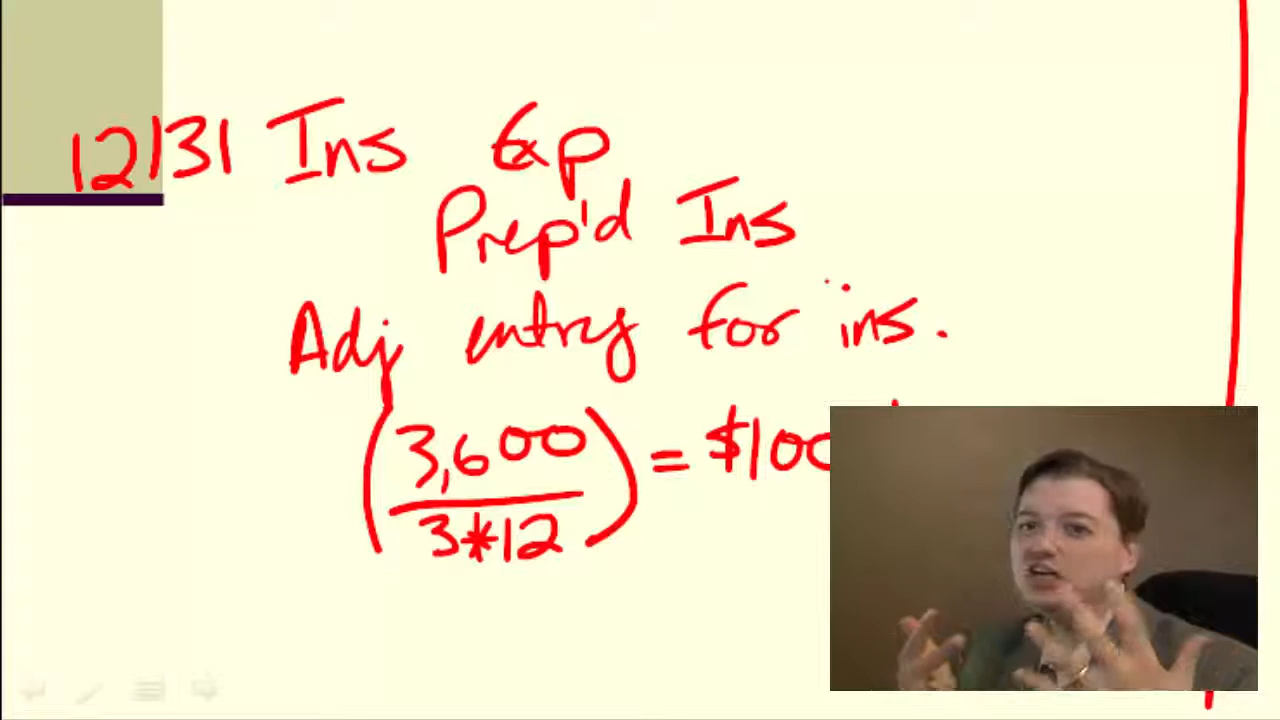 12/31 Ins Exp
Prep'd Ins
Adj entry for ins.
(3,600 / 3*12) = $100